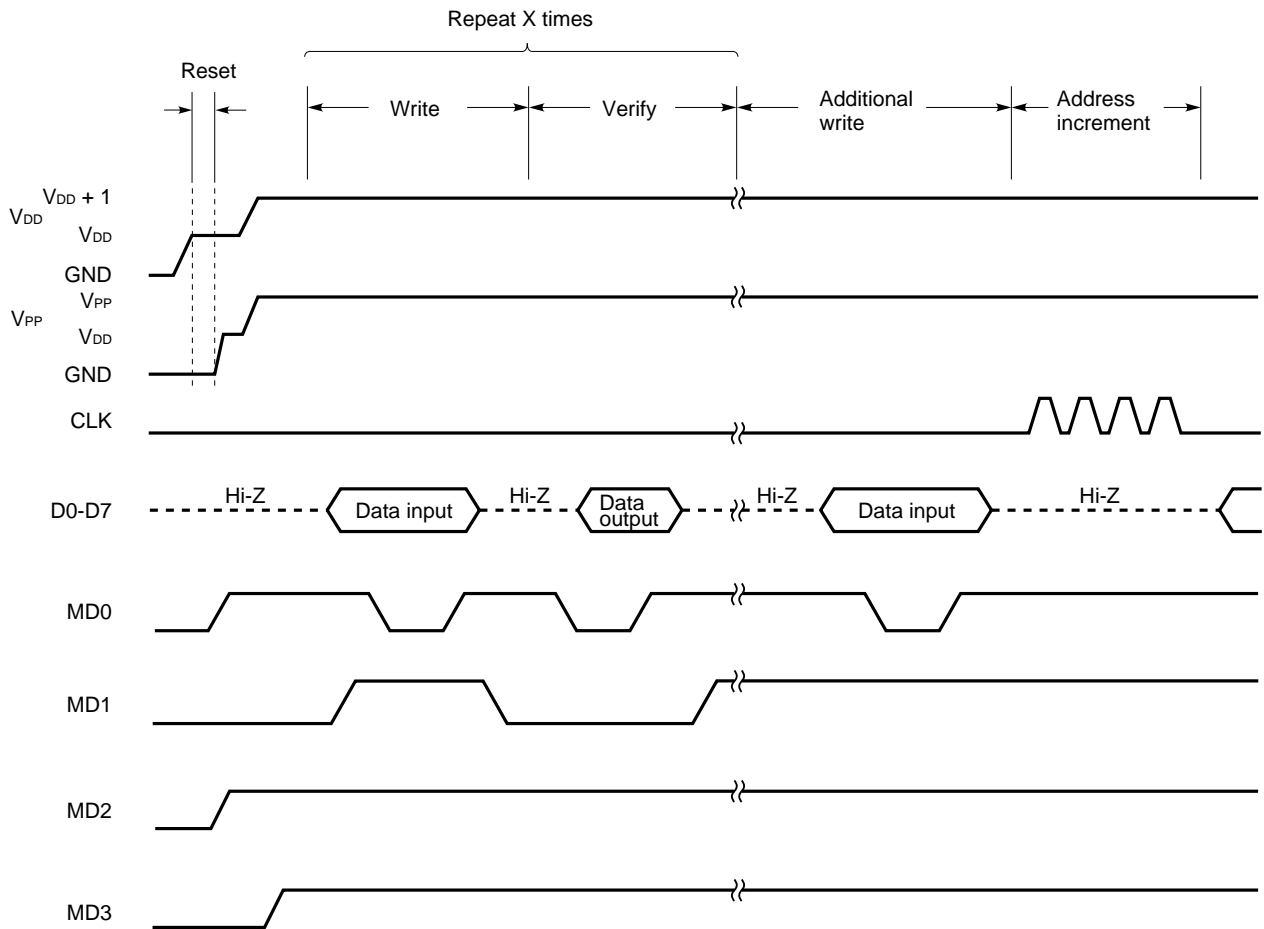 Repeat X times
Reset
Write
Verify
Additional
write
Address
increment
VDD + 1
VDD
VDD
GND
VPP
VPP
VDD
GND
CLK
D0-D7
Hi-Z
Data input
Hi-Z
Data
output
Hi-Z
Data input
Hi-Z
MD0
MD1
MD2
MD3